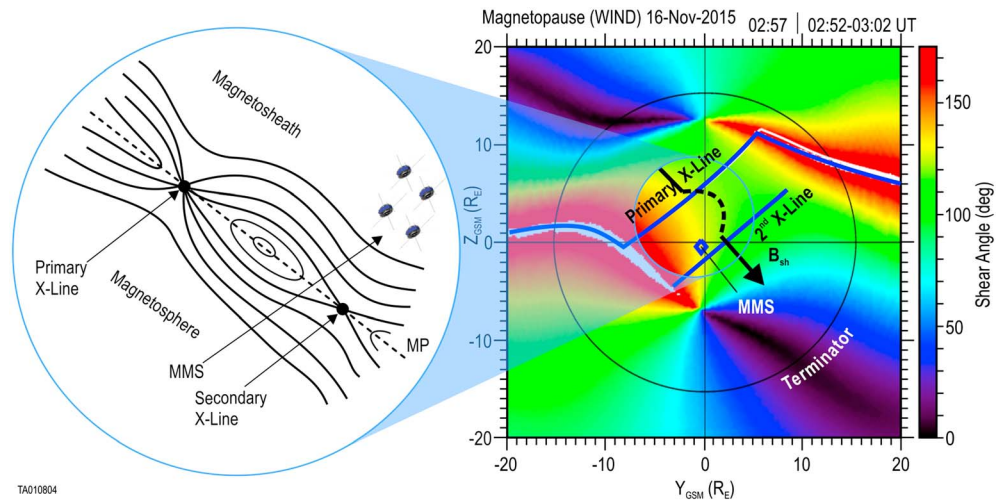 Magnetopause (WIND) 16-Nov-2015 02:57 | 02:52-03:02 UT
Magnetosheath
Primary
X-Line
Magnetosphere
MMS
Secondary
X-Line
MP
TA010804
20
10
0
-10
-20
Z_GSM (R_E)
-20
-10
0
10
20
Y_GSM (R_E)
Primary X-Line
2nd X-Line
B_sh
MMS
Terminator
150
100
50
0
Shear Angle (deg)